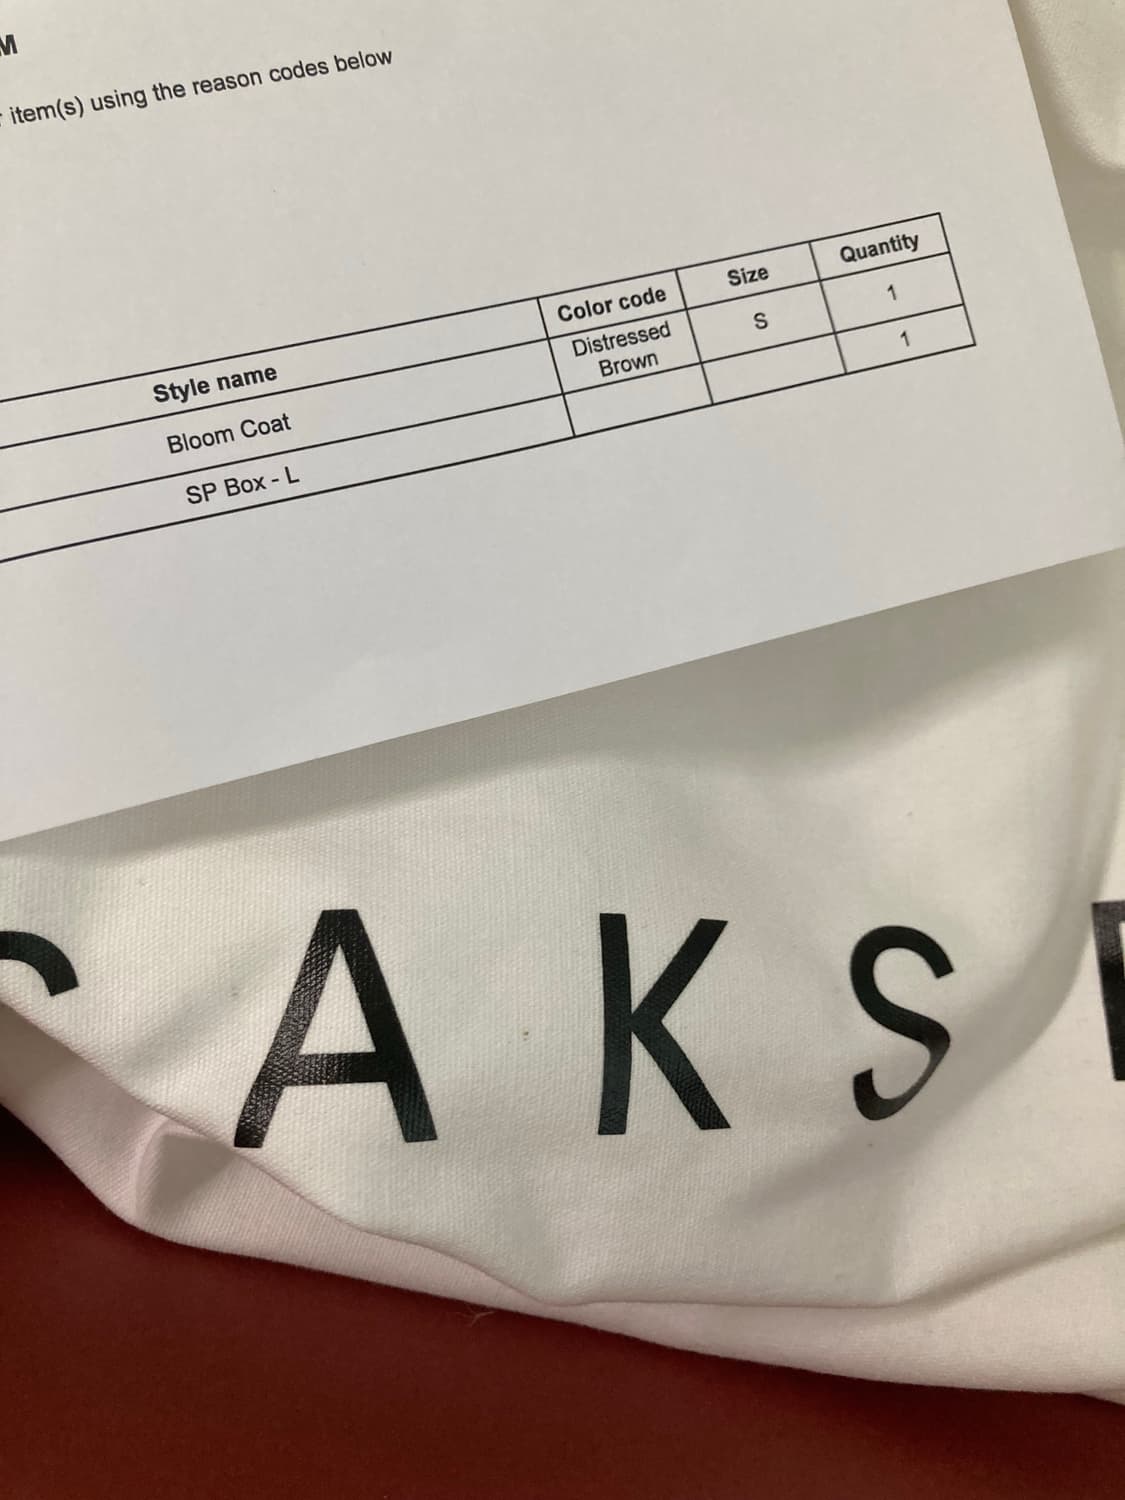 M
item(s) using the reason codes below
Style name Color code Size Quantity
Bloom Coat Distressed Brown S 1
SP Box - L 1
AKS